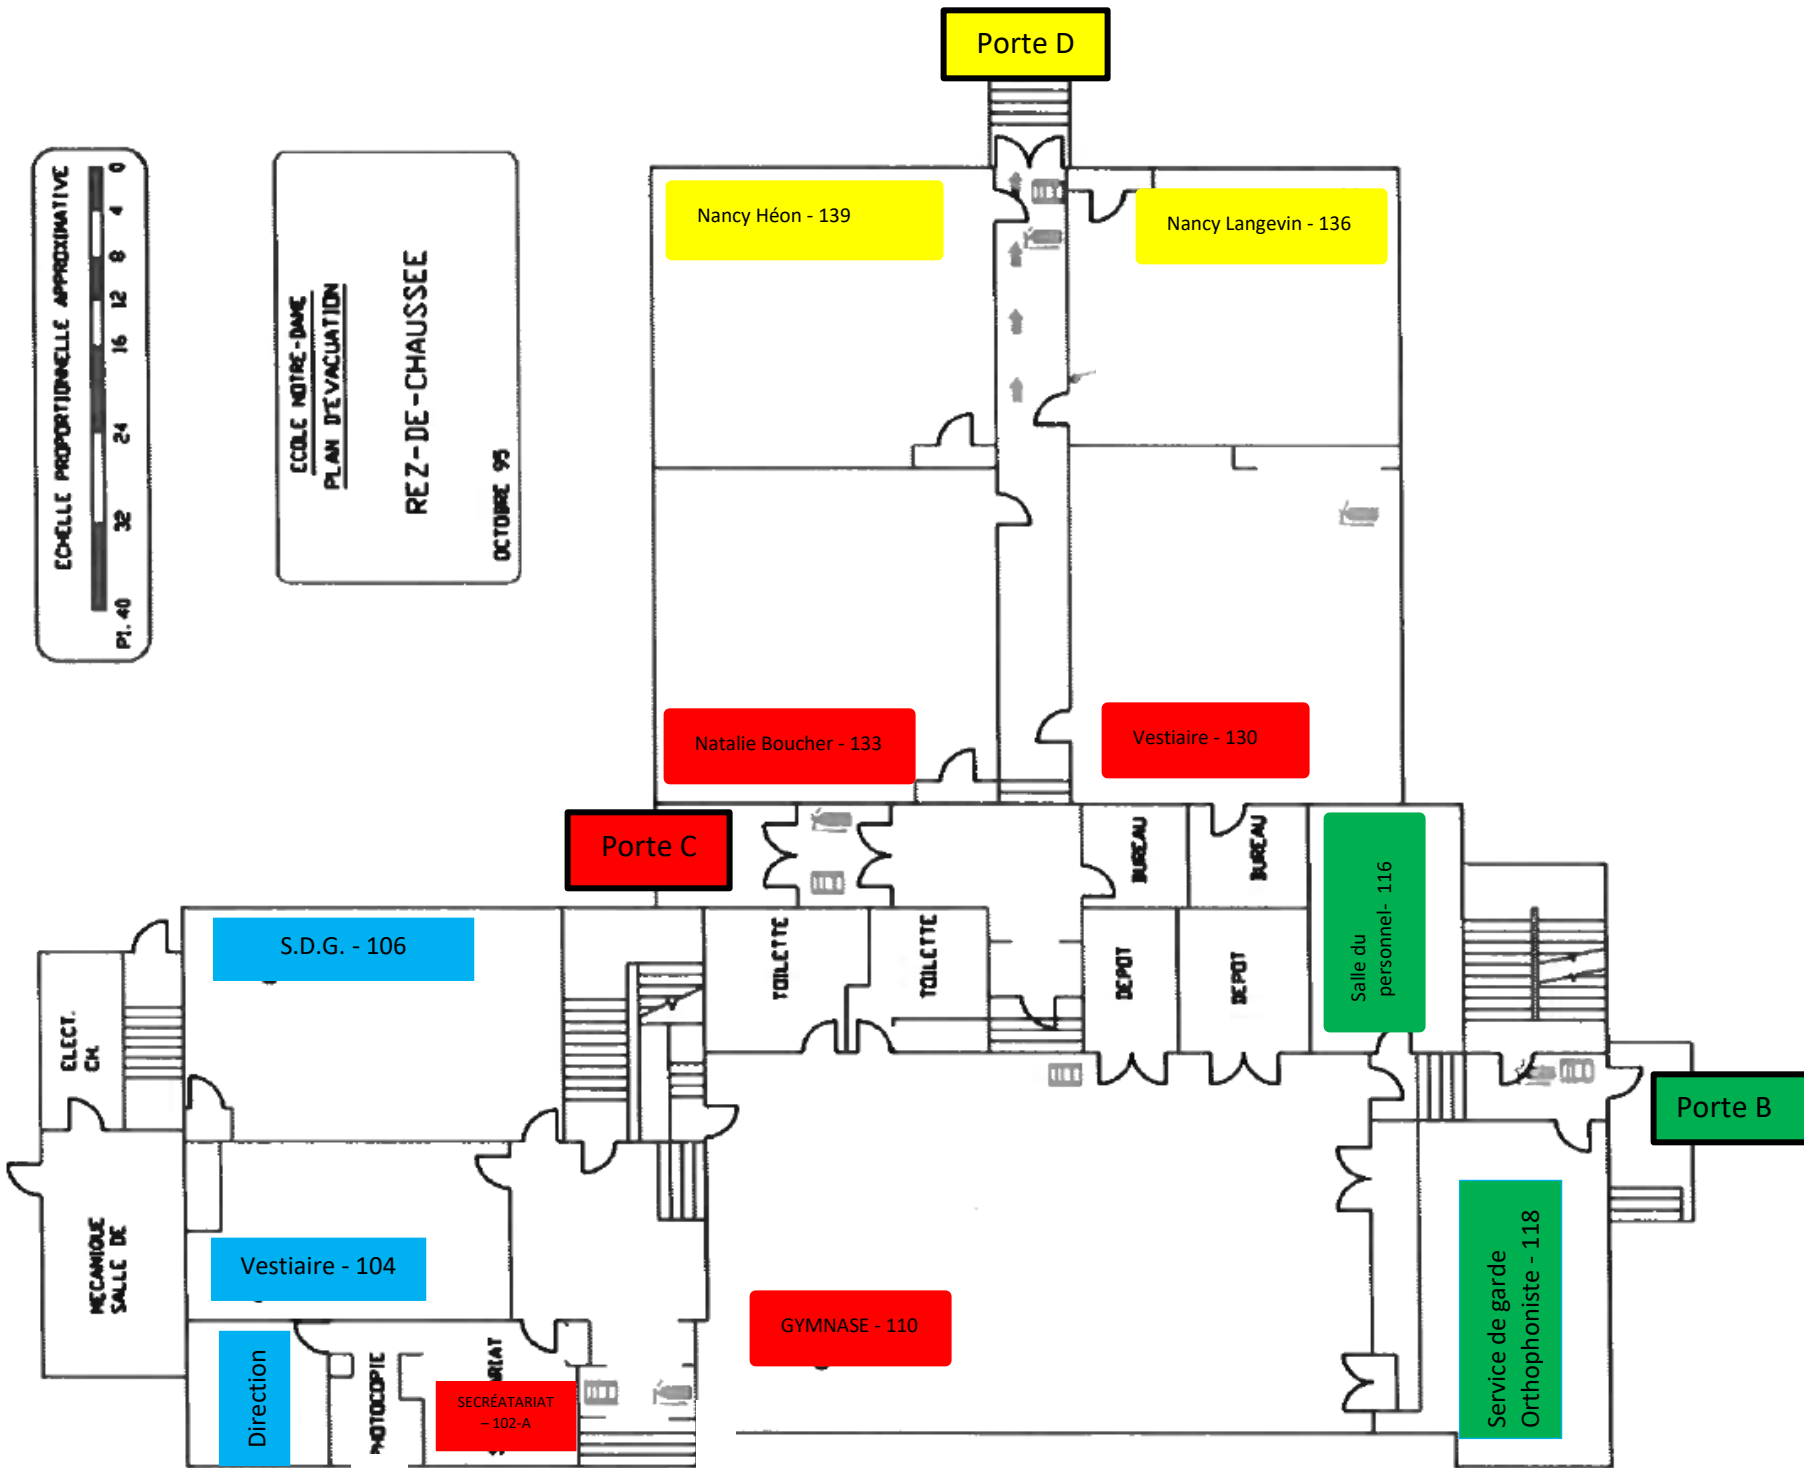 Porte D
ECHELLE PROPORTIONNELLE APPROXIMATIVE
0 4 8 12 16 24 32 PI. 40
ECOLE NOTRE-DAME
PLAN D'EVACUATION
REZ-DE-CHAUSSEE
OCTOBRE 95
Nancy Héon - 139
Nancy Langevin - 136
Natalie Boucher - 133
Vestiaire - 130
Porte C
BUREAU
BUREAU
Salle du
personnel- 116
S.D.G. - 106
TOILETTE
TOILETTE
DEPOT
DEPOT
ELECT.
CH.
Porte B
MECANIQUE
SALLE DE
Vestiaire - 104
GYMNASE - 110
Service de garde
Orthophoniste - 118
Direction
PHOTOCOPIE
SECRÉATARIAT
– 102-A